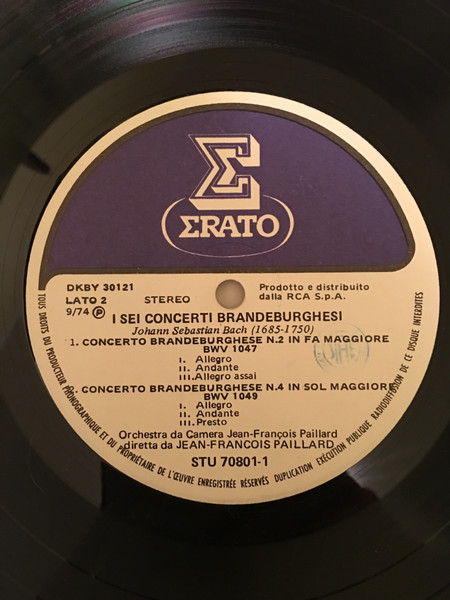 Σ
ΣRATO
DKBY 30121
LATO 2
STEREO
9/74 Ⓟ
Prodotto e distribuito
dalla RCA S.p.A.
I SEI CONCERTI BRANDEBURGHESI
Johann Sebastian Bach (1685-1750)
1. CONCERTO BRANDEBURGHESE N.2 IN FA MAGGIORE
BWV 1047
I. Allegro
II. Andante
III. Allegro assai
2. CONCERTO BRANDEBURGHESE N.4 IN SOL MAGGIORE
BWV 1049
I. Allegro
II. Andante
III. Presto
Orchestra da Camera Jean-François Paillard
diretta da JEAN-FRANÇOIS PAILLARD
STU 70801-1
TOUS DROITS DU PRODUCTEUR PHONOGRAPHIQUE ET DU PROPRIÉTAIRE DE L'ŒUVRE ENREGISTRÉE RÉSERVÉS DUPLICATION EXÉCUTION PUBLIQUE RADIODIFFUSION DE CE DISQUE INTERDITES